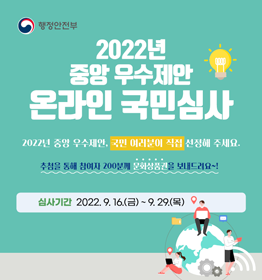 행정안전부
2022년
중앙 우수제안
온라인 국민심사
2022년 중앙 우수제안, 국민 여러분이 직접 선정해 주세요.
추첨을 통해 참여자 200분께 문화상품권을 보내드려요~!
심사기간 2022. 9. 16.(금) ~ 9. 29.(목)